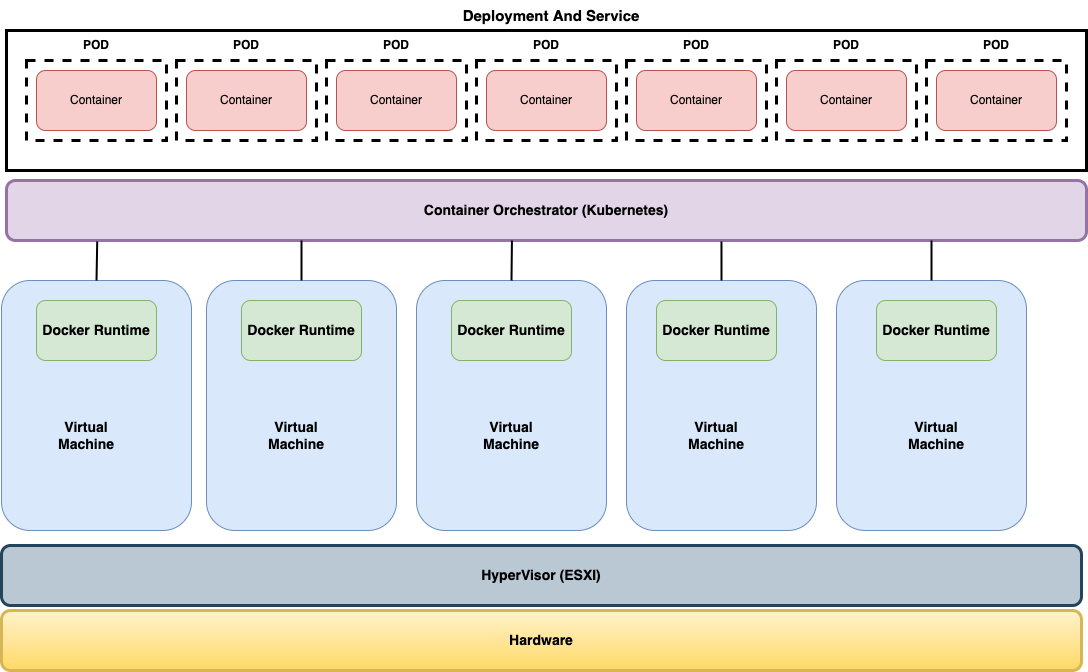 Deployment And Service
POD POD POD POD POD POD POD
Container Container Container Container Container Container Container
Container Orchestrator (Kubernetes)
Docker Runtime Docker Runtime Docker Runtime Docker Runtime Docker Runtime
Virtual Virtual Virtual Virtual Virtual
Machine Machine Machine Machine Machine
HyperVisor (ESXI)
Hardware